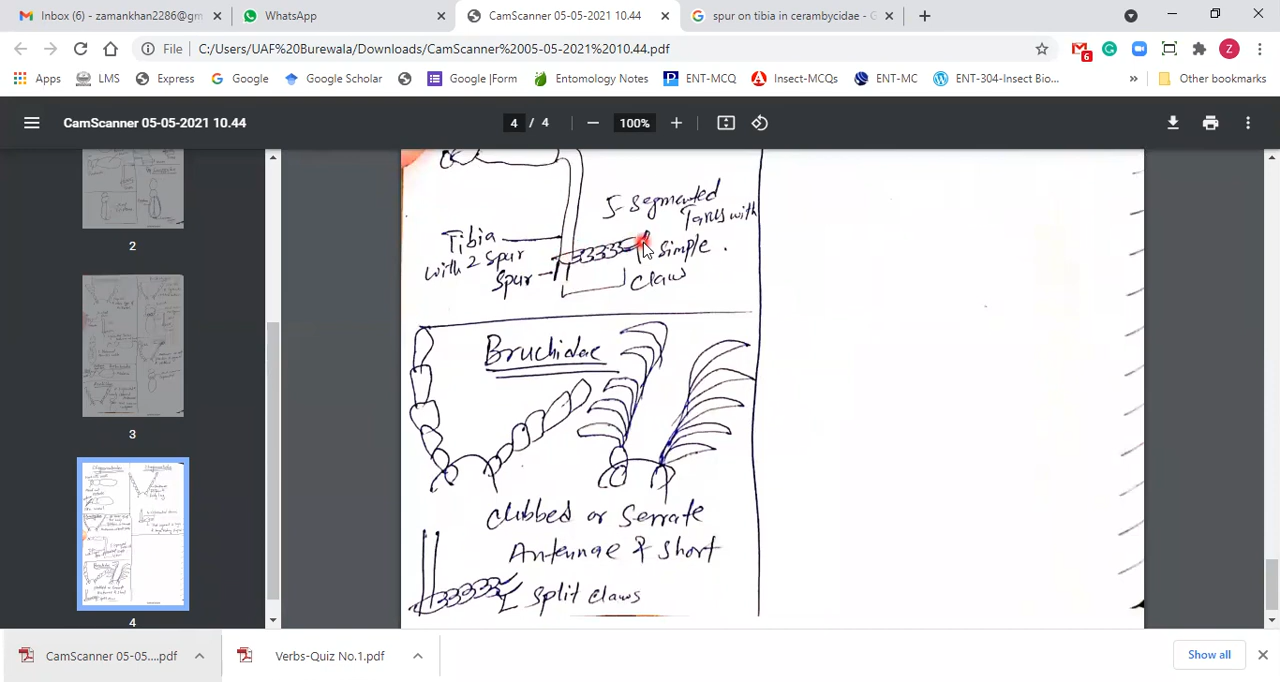 Inbox (6) - zamankhan2286@gm
WhatsApp
CamScanner 05-05-2021 10.44
spur on tibia in cerambycidae - G
File
C:/Users/UAF%20Burewala/Downloads/CamScanner%2005-05-2021%2010.44.pdf
6
Z
Apps
LMS
Express
Google
Google Scholar
Google |Form
Entomology Notes
ENT-MCQ
Insect-MCQs
ENT-MC
ENT-304-Insect Bio...
»
Other bookmarks
CamScanner 05-05-2021 10.44
4 / 4
100%
2
3
4
5-Segmented
Tarsus with
simple.
claw
Tibia
with 2 spur
Spur
Bruchidae
Clubbed or Serrate
Antennae & short
split claws
CamScanner 05-05....pdf
Verbs-Quiz No.1.pdf
Show all